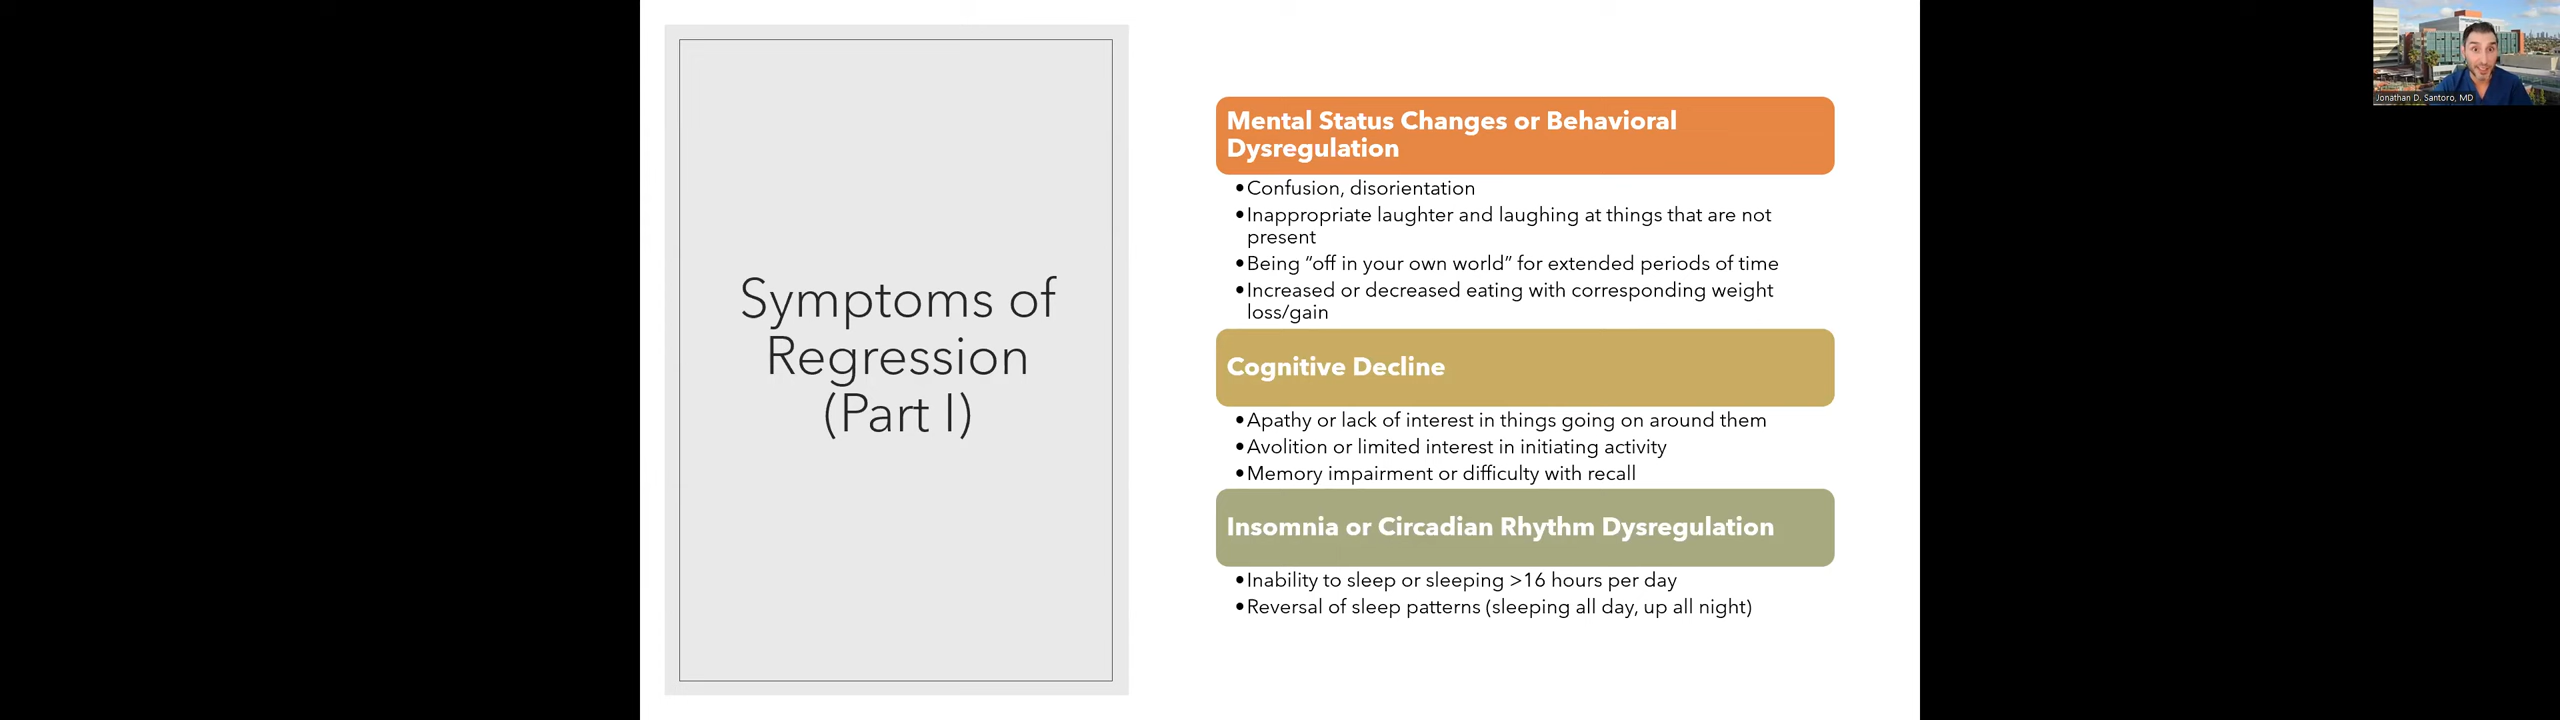 Symptoms of
Regression
(Part I)
Mental Status Changes or Behavioral
Dysregulation
•Confusion, disorientation
•Inappropriate laughter and laughing at things that are not
present
•Being “off in your own world” for extended periods of time
•Increased or decreased eating with corresponding weight
loss/gain
Cognitive Decline
•Apathy or lack of interest in things going on around them
•Avolition or limited interest in initiating activity
•Memory impairment or difficulty with recall
Insomnia or Circadian Rhythm Dysregulation
•Inability to sleep or sleeping >16 hours per day
•Reversal of sleep patterns (sleeping all day, up all night)
Jonathan D. Santoro, MD